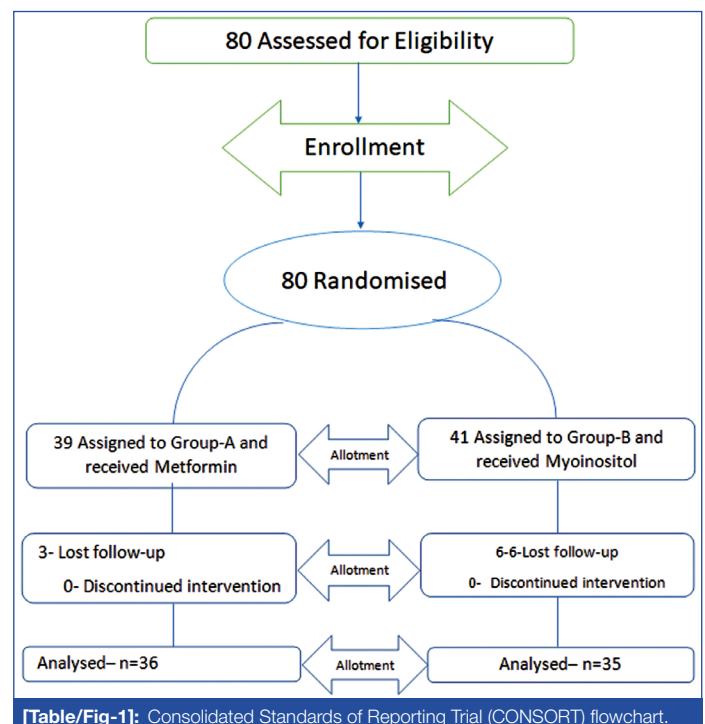 80 Assessed for Eligibility
Enrollment
80 Randomised
39 Assigned to Group-A and
received Metformin
Allotment
41 Assigned to Group-B and
received Myoinositol
3- Lost follow-up
0- Discontinued intervention
Allotment
6-6-Lost follow-up
0- Discontinued intervention
Analysed– n=36
Allotment
Analysed– n=35
[Table/Fig-1]: Consolidated Standards of Reporting Trial (CONSORT) flowchart.